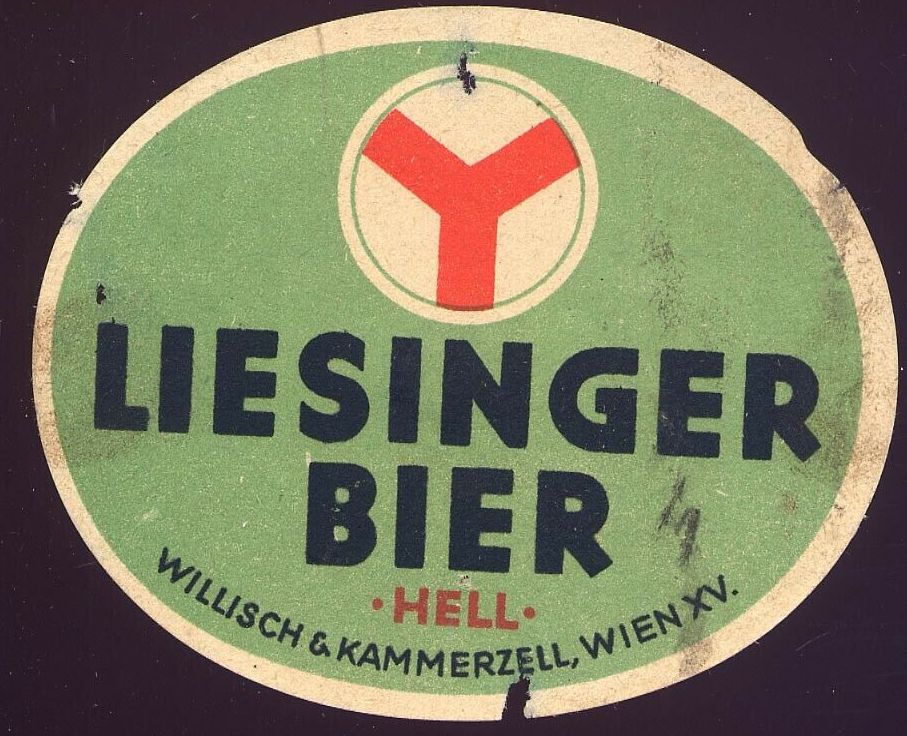 Y
LIESINGER
BIER
·HELL·
WILLISCH & KAMMERZELL, WIEN XV.